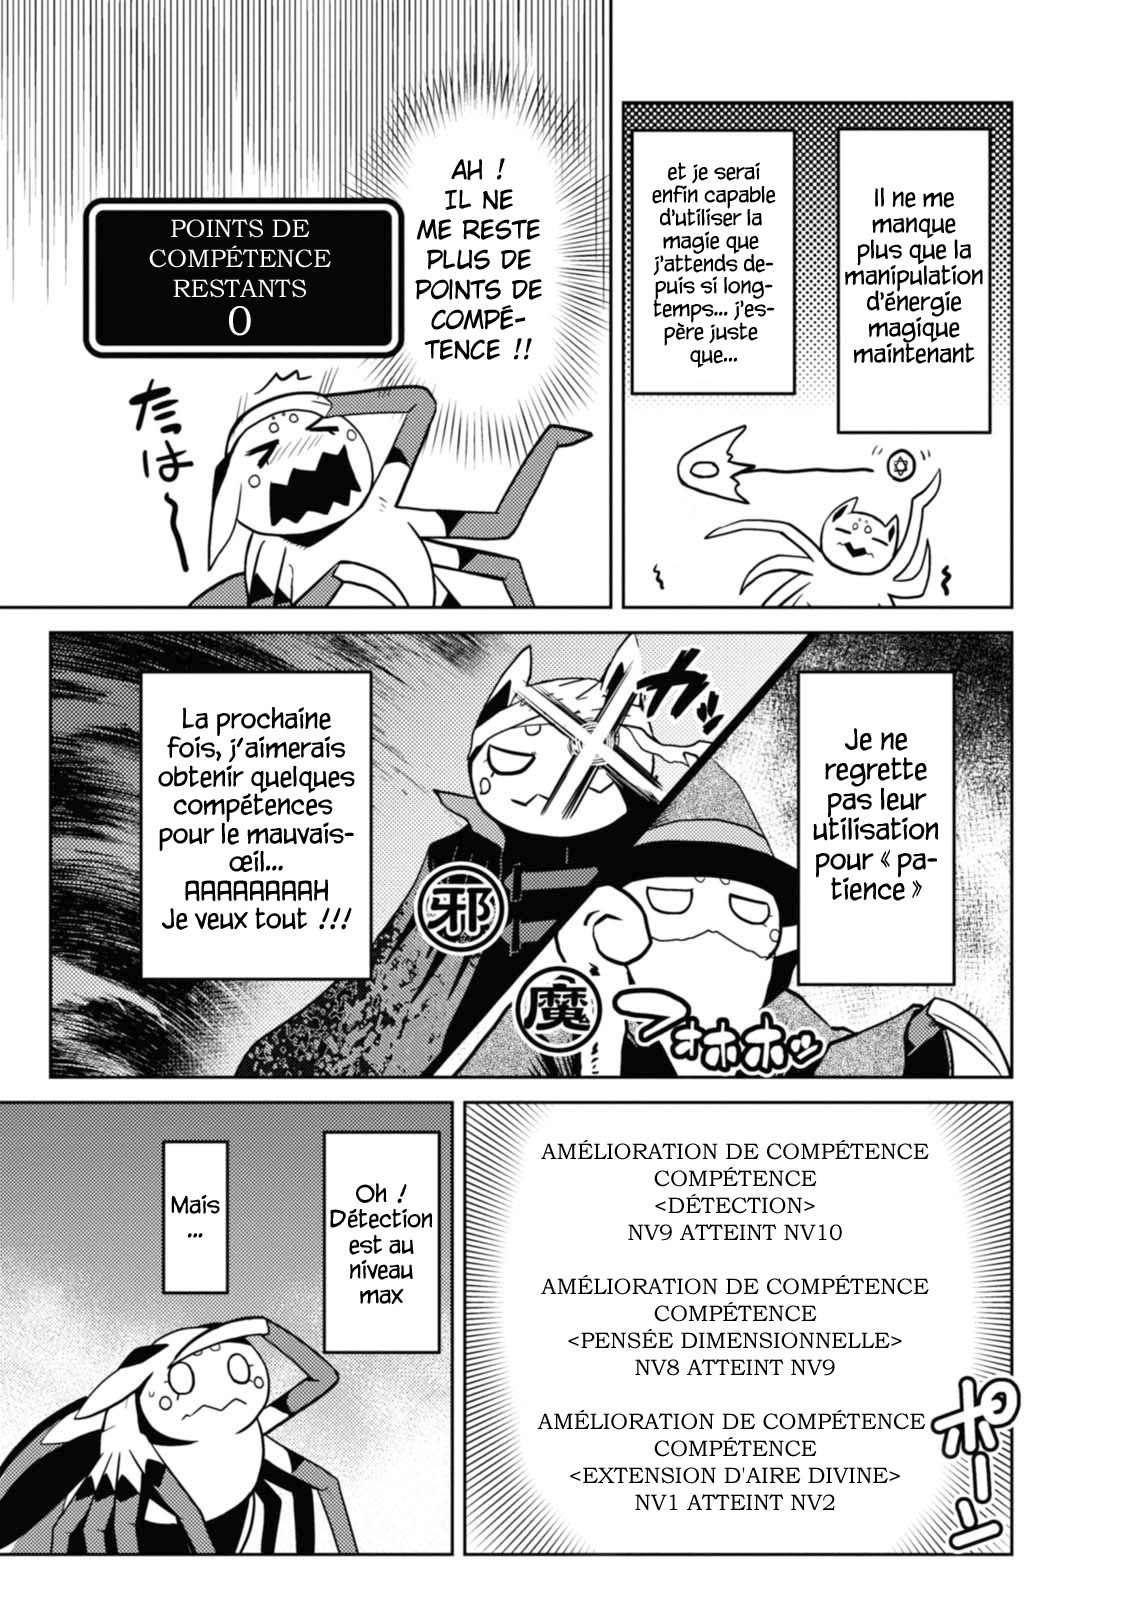 Il ne me
manque
plus que la
manipulation
d'énergie
magique
maintenant
et je serai
enfin capable
d'utiliser la
magie que
j'attends de-
puis si long-
temps... j'es-
père juste
que...
AH !
IL NE
ME RESTE
PLUS DE
POINTS DE
COMPÉ-
TENCE !!
POINTS DE
COMPÉTENCE
RESTANTS
0
たっはー
Je ne
regrette
pas leur
utilisation
pour « pa-
tience »
カッ
邪
魔
フォホホッ
La prochaine
fois, j'aimerais
obtenir quelques
compétences
pour le mauvais-
œil...
AAAAAAAAH
Je veux tout !!!
AMÉLIORATION DE COMPÉTENCE
COMPÉTENCE
<DÉTECTION>
NV9 ATTEINT NV10
AMÉLIORATION DE COMPÉTENCE
COMPÉTENCE
<PENSÉE DIMENSIONNELLE>
NV8 ATTEINT NV9
AMÉLIORATION DE COMPÉTENCE
COMPÉTENCE
<EXTENSION D'AIRE DIVINE>
NV1 ATTEINT NV2
ポーン
Oh !
Détection
est au
niveau
max
Mais
...